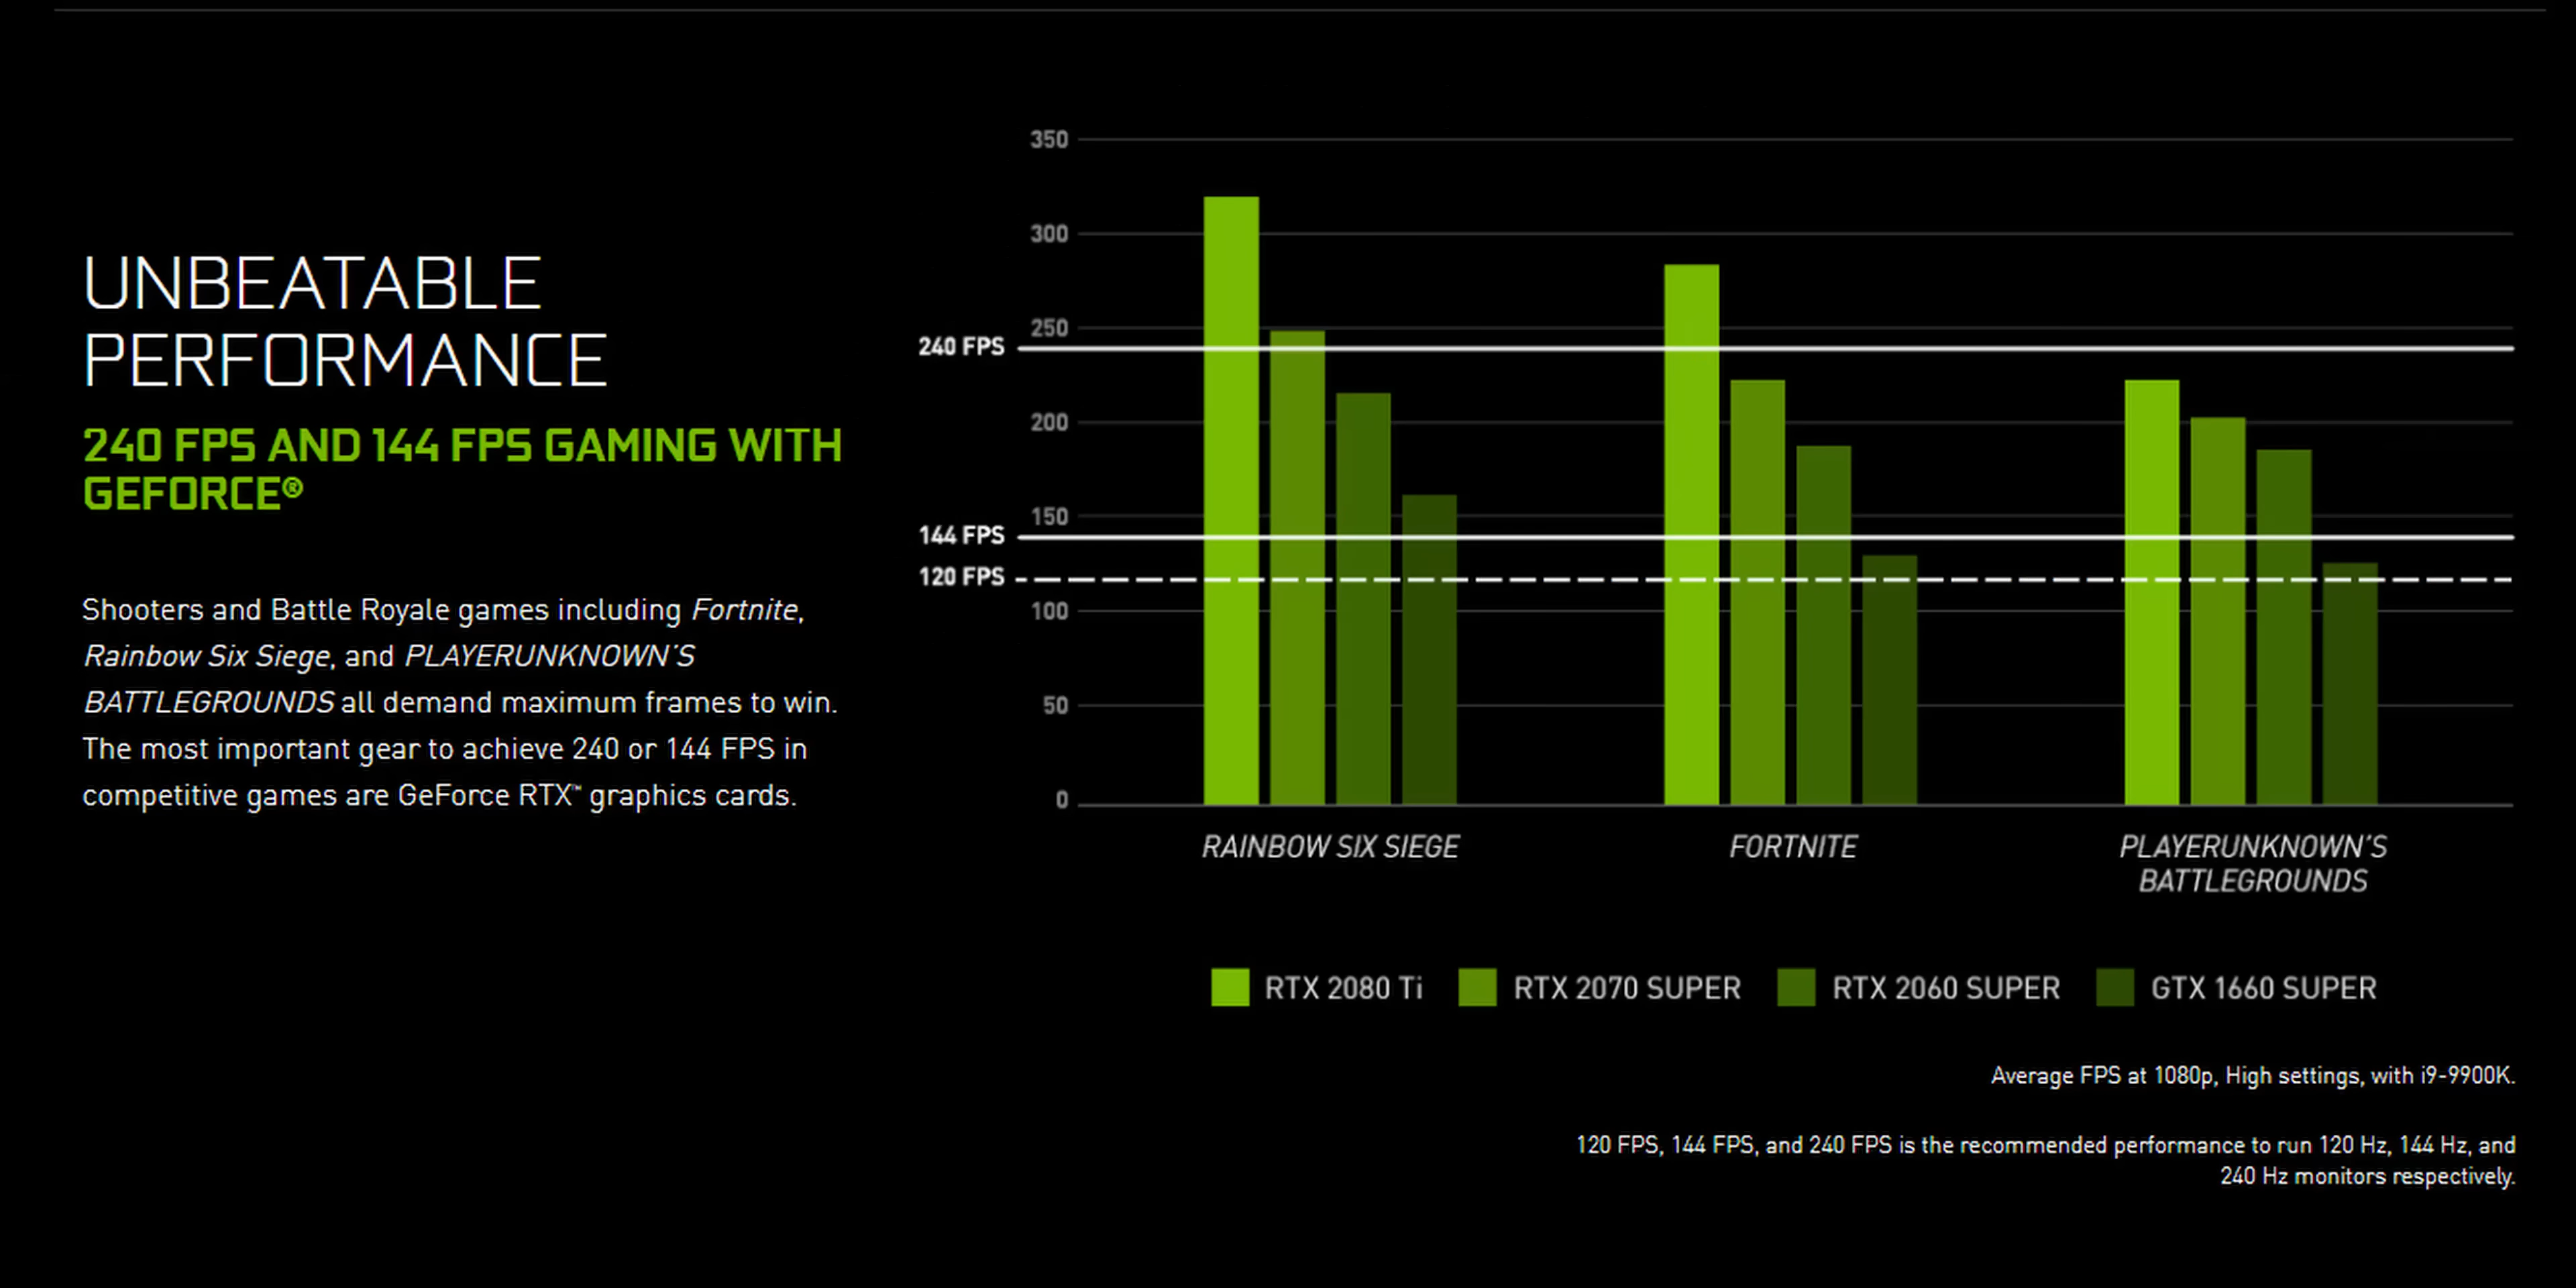 UNBEATABLE
PERFORMANCE
240 FPS AND 144 FPS GAMING WITH
GEFORCE®
Shooters and Battle Royale games including Fortnite,
Rainbow Six Siege, and PLAYERUNKNOWN'S
BATTLEGROUNDS all demand maximum frames to win.
The most important gear to achieve 240 or 144 FPS in
competitive games are GeForce RTX™ graphics cards.
350
300
250
240 FPS
200
150
144 FPS
120 FPS
100
50
0
RAINBOW SIX SIEGE
FORTNITE
PLAYERUNKNOWN'S
BATTLEGROUNDS
RTX 2080 Ti
RTX 2070 SUPER
RTX 2060 SUPER
GTX 1660 SUPER
Average FPS at 1080p, High settings, with i9-9900K.
120 FPS, 144 FPS, and 240 FPS is the recommended performance to run 120 Hz, 144 Hz, and
240 Hz monitors respectively.